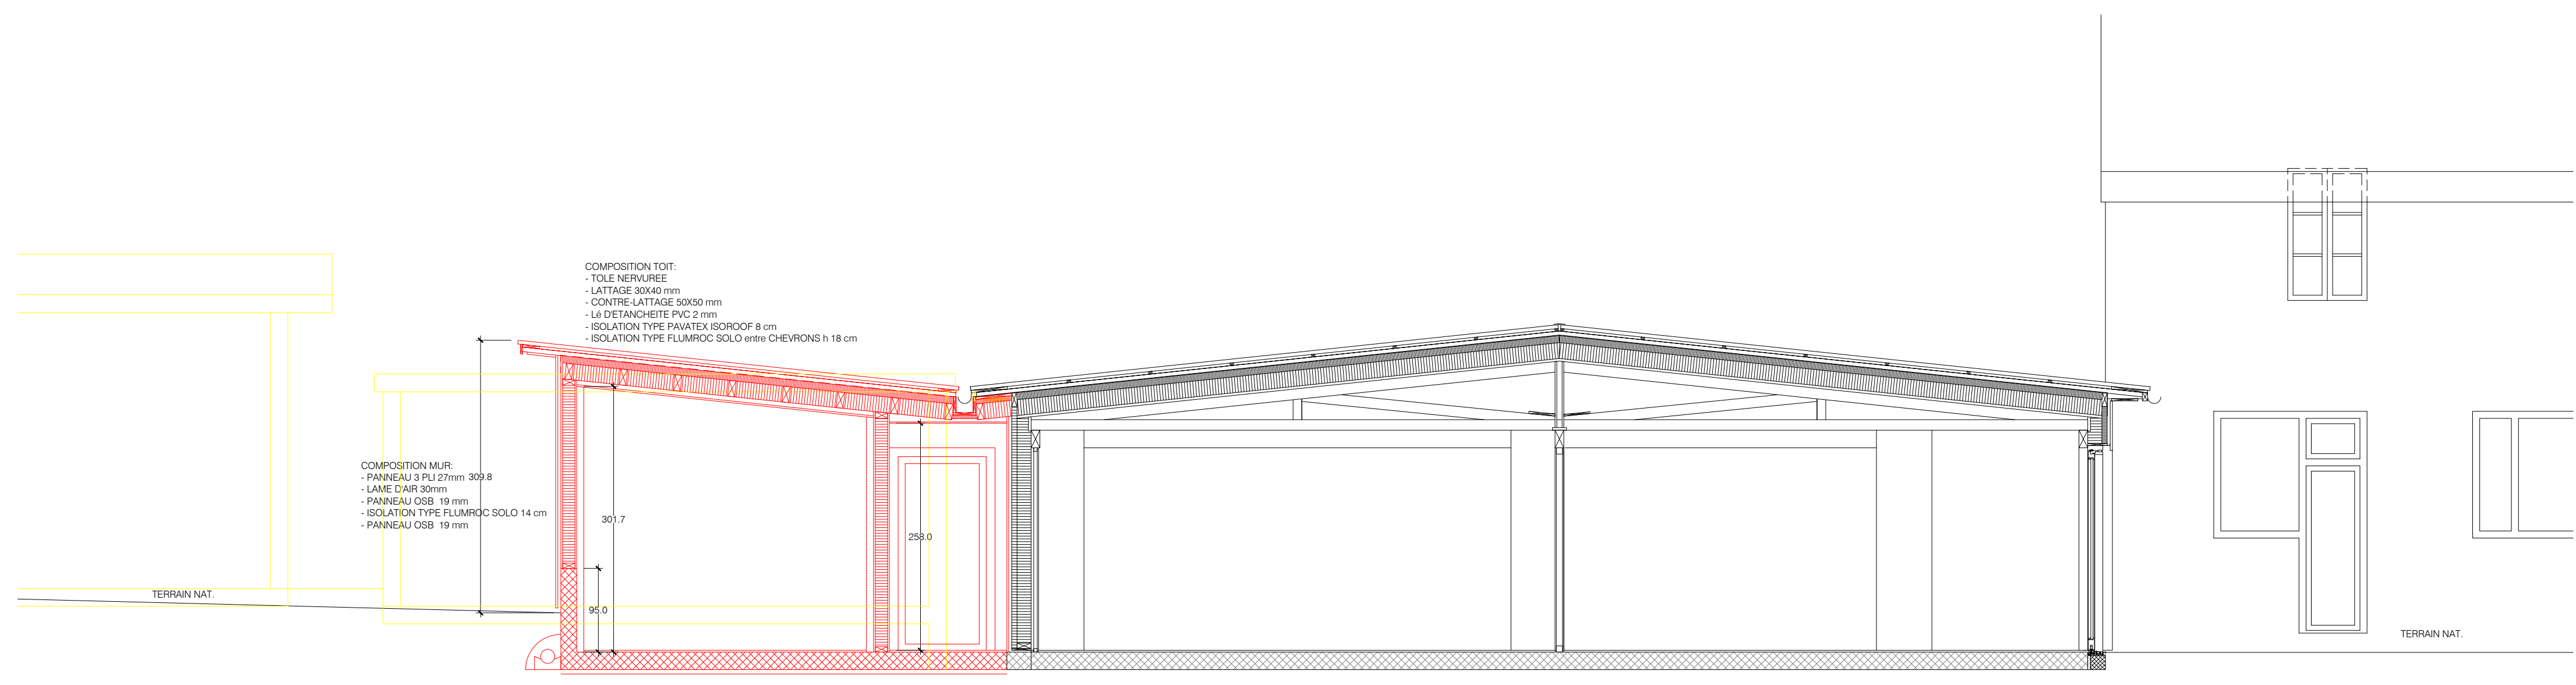 COMPOSITION TOIT:
- TOLE NERVUREE
- LATTAGE 30X40 mm
- CONTRE-LATTAGE 50X50 mm
- Lé D'ETANCHEITE PVC 2 mm
- ISOLATION TYPE PAVATEX ISOROOF 8 cm
- ISOLATION TYPE FLUMROC SOLO entre CHEVRONS h 18 cm
COMPOSITION MUR:
- PANNEAU 3 PLI 27mm
- LAME D'AIR 30mm
- PANNEAU OSB 19 mm
- ISOLATION TYPE FLUMROC SOLO 14 cm
- PANNEAU OSB 19 mm
309.8
301.7
258.0
95.0
TERRAIN NAT.
TERRAIN NAT.